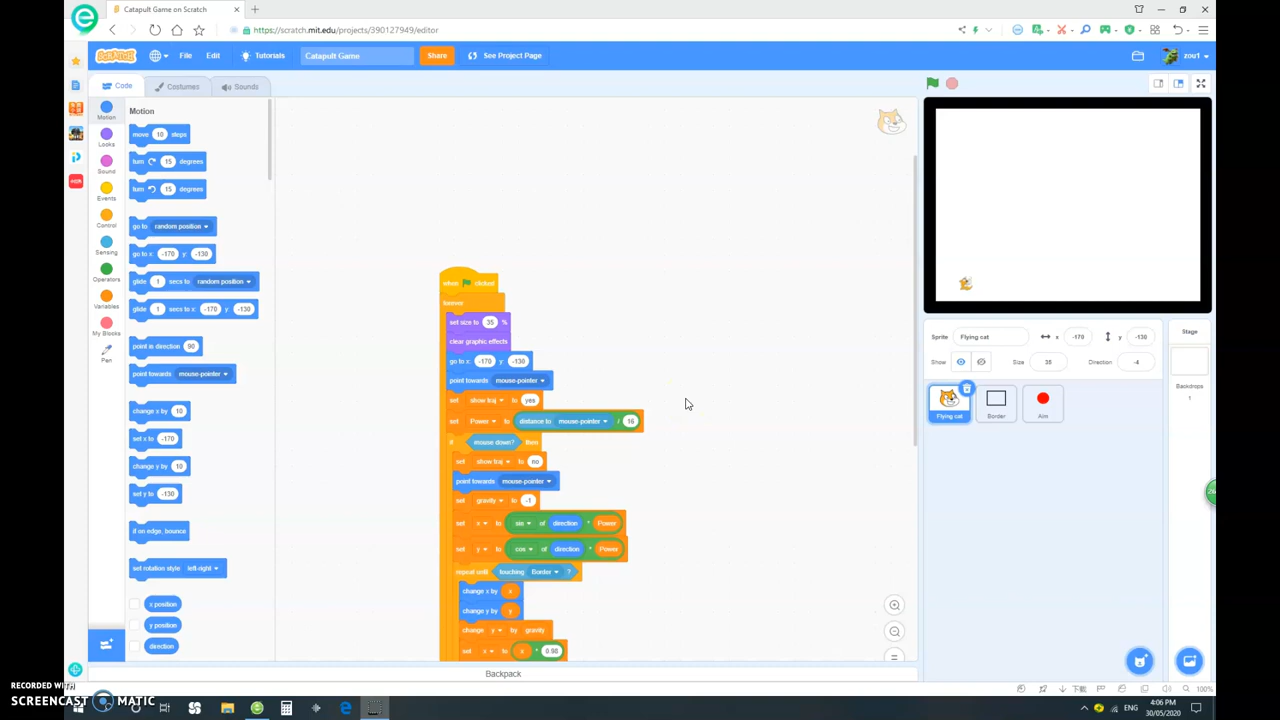 Catapult Game on Scratch
https://scratch.mit.edu/projects/390127949/editor
SCRATCH
File
Edit
Tutorials
Catapult Game
Share
See Project Page
zou1
Code
Costumes
Sounds
Motion
Looks
Sound
Events
Control
Sensing
Operators
Variables
My Blocks
Pen
Motion
move 10 steps
turn 15 degrees
turn 15 degrees
go to random position
go to x: -170 y: -130
glide 1 secs to random position
glide 1 secs to x: -170 y: -130
point in direction 90
point towards mouse-pointer
change x by 10
set x to -170
change y by 10
set y to -130
if on edge, bounce
set rotation style left-right
x position
y position
direction
when clicked
forever
set size to 35 %
clear graphic effects
go to x: -170 y: -130
point towards mouse-pointer
set show traj to yes
set Power to distance to mouse-pointer / 16
if mouse down? then
set show traj to no
point towards mouse-pointer
set gravity to -1
set x to sin of direction * Power
set y to cos of direction * Power
repeat until touching Border ?
change x by x
change y by y
change y by gravity
set x to x * 0.98
Backpack
Sprite
Flying cat
x -170
y -130
Show
Size 35
Direction -4
Flying cat
Border
Aim
Stage
Backdrops
1
下载
100%
RECORDED WITH
SCREENCAST MATIC
ENG
4:06 PM
30/05/2020